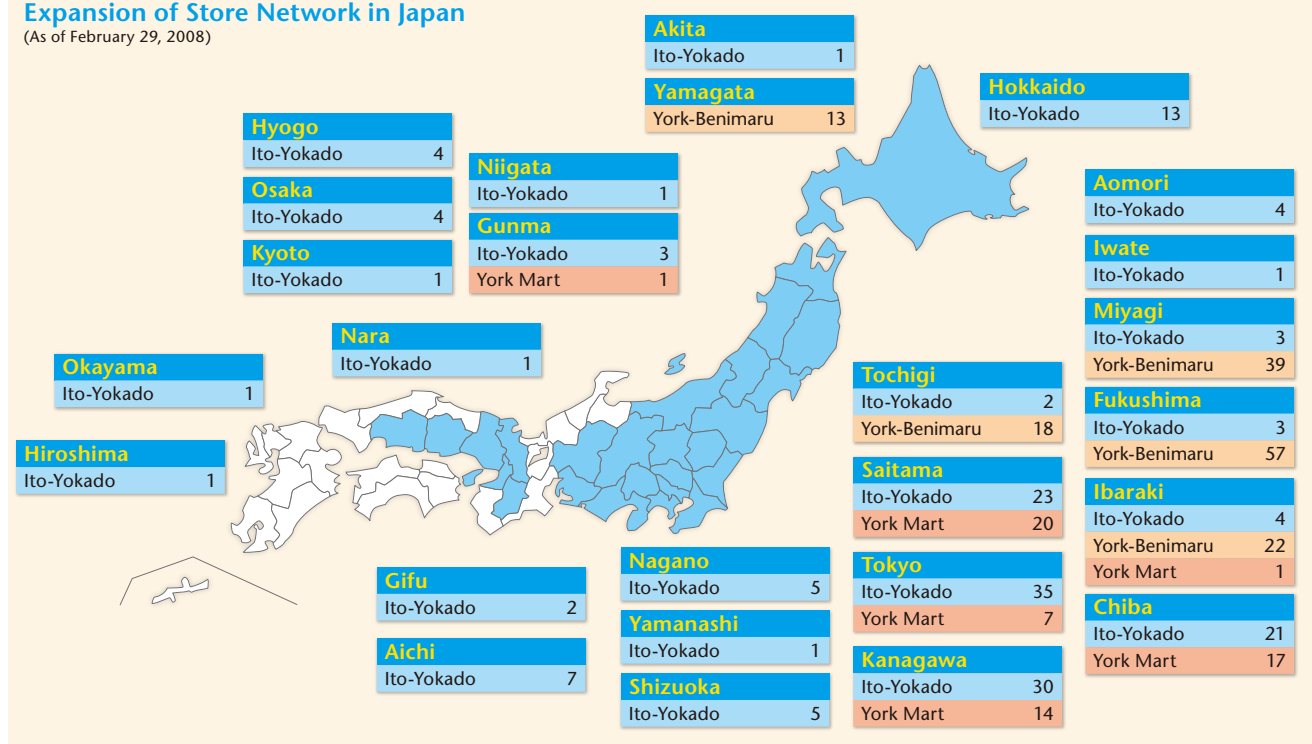 Expansion of Store Network in Japan
(As of February 29, 2008)
Akita
Ito-Yokado 1
Yamagata
York-Benimaru 13
Hokkaido
Ito-Yokado 13
Hyogo
Ito-Yokado 4
Osaka
Ito-Yokado 4
Kyoto
Ito-Yokado 1
Niigata
Ito-Yokado 1
Gunma
Ito-Yokado 3
York Mart 1
Aomori
Ito-Yokado 4
Iwate
Ito-Yokado 1
Miyagi
Ito-Yokado 3
York-Benimaru 39
Fukushima
Ito-Yokado 3
York-Benimaru 57
Ibaraki
Ito-Yokado 4
York-Benimaru 22
York Mart 1
Chiba
Ito-Yokado 21
York Mart 17
Nara
Ito-Yokado 1
Okayama
Ito-Yokado 1
Hiroshima
Ito-Yokado 1
Tochigi
Ito-Yokado 2
York-Benimaru 18
Saitama
Ito-Yokado 23
York Mart 20
Tokyo
Ito-Yokado 35
York Mart 7
Kanagawa
Ito-Yokado 30
York Mart 14
Gifu
Ito-Yokado 2
Aichi
Ito-Yokado 7
Nagano
Ito-Yokado 5
Yamanashi
Ito-Yokado 1
Shizuoka
Ito-Yokado 5